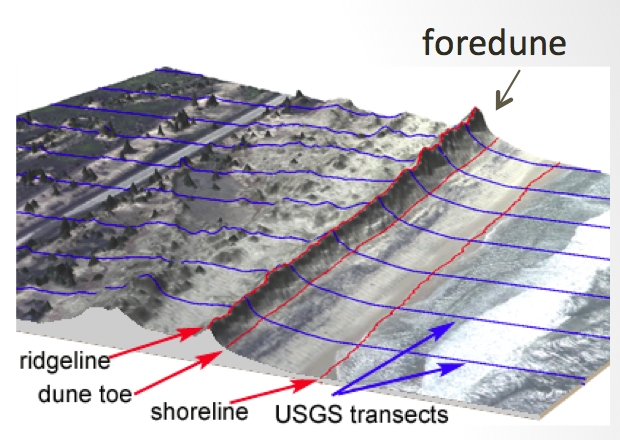 foredune
ridgeline
dune toe
shoreline
USGS transects